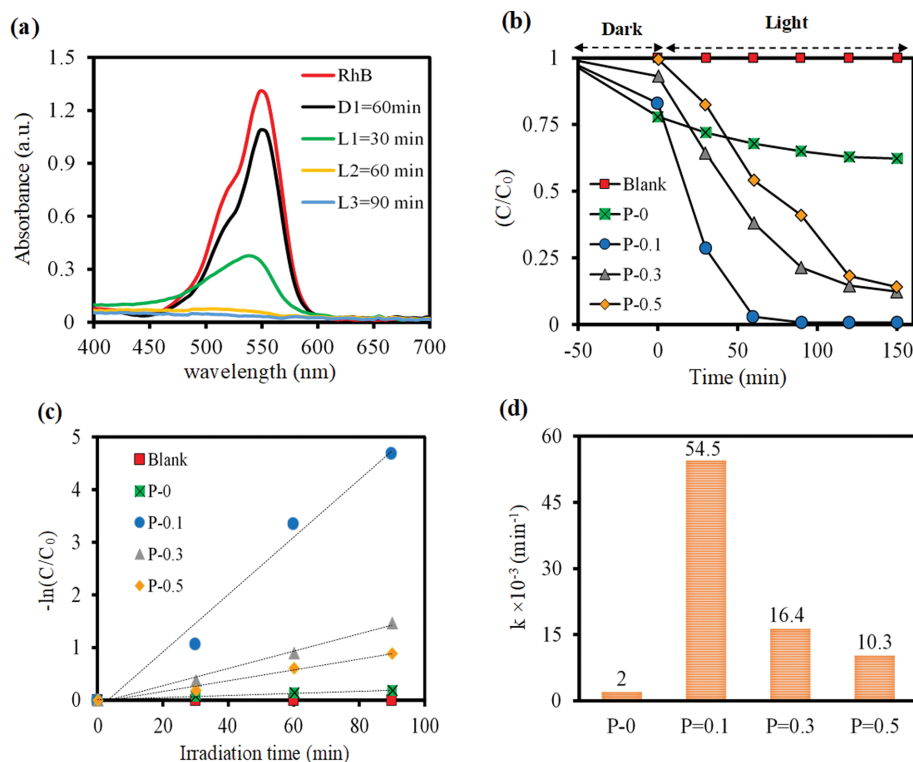 (a)
1.5
1.2
0.9
0.6
0.3
0
Absorbance (a.u.)
RhB
D1=60min
L1=30 min
L2=60 min
L3=90 min
400 450 500 550 600 650 700
wavelength (nm)
(b)
Dark Light
1
0.75
0.5
0.25
0
(C/C0)
Blank
P-0
P-0.1
P-0.3
P-0.5
-50 0 50 100 150
Time (min)
(c)
5
4
3
2
1
0
-ln(C/C0)
Blank
P-0
P-0.1
P-0.3
P-0.5
0 20 40 60 80 100
Irradiation time (min)
(d)
60
45
30
15
0
k ×10-3 (min-1)
2
54.5
16.4
10.3
P-0 P=0.1 P=0.3 P=0.5